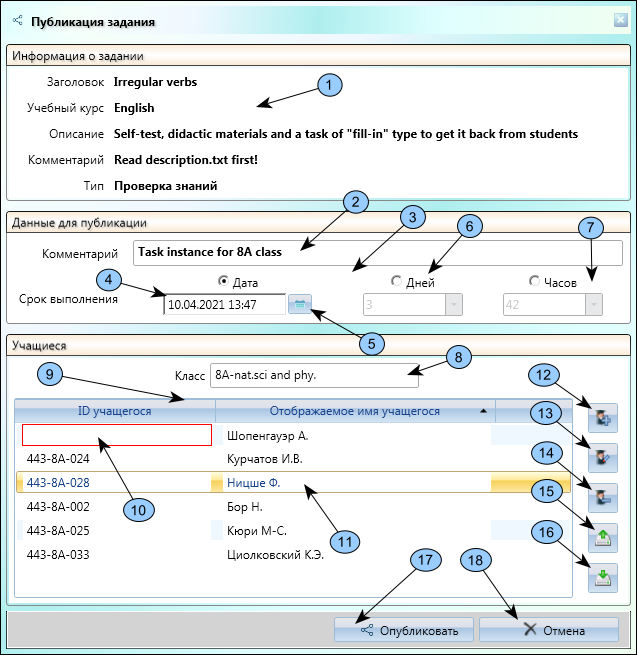 Публикация задания
Информация о задании
Заголовок Irregular verbs
1
Учебный курс English
Описание Self-test, didactic materials and a task of "fill-in" type to get it back from students
Комментарий Read description.txt first!
Тип Проверка знаний
2
3
6
7
Данные для публикации
Комментарий Task instance for 8A class
4
Дата Дней Часов
Срок выполнения 10.04.2021 13:47 3 42
5
Учащиеся
8
9
Класс 8A-nat.sci and phy.
12
ID учащегося Отображаемое имя учащегося
13
Шопенгауэр А.
443-8A-024 Курчатов И.В.
14
443-8A-028 Ницше Ф.
15
443-8A-002 Бор Н.
10
11
443-8A-025 Кюри М-С.
16
443-8A-033 Циолковский К.Э.
17
18
Опубликовать Отмена